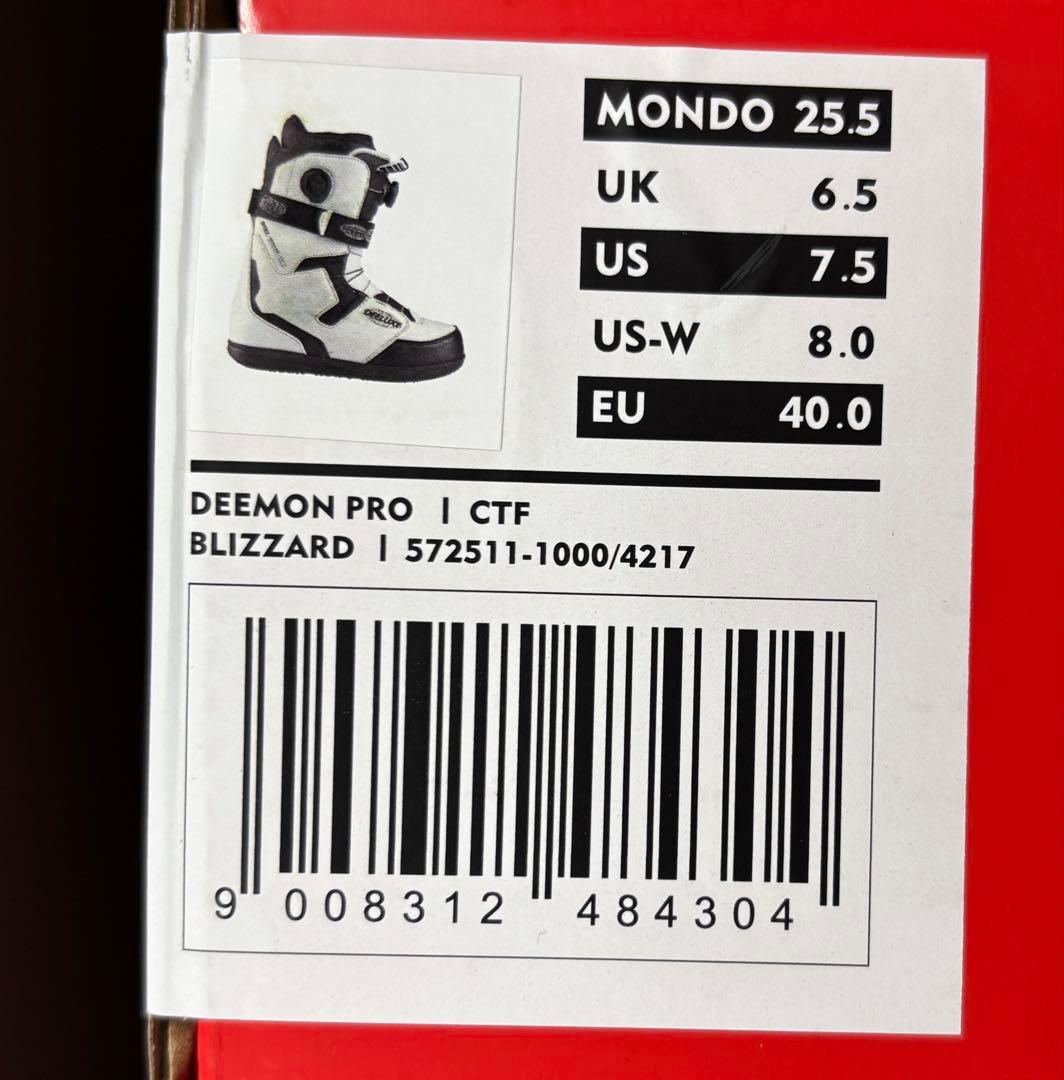 MONDO 25.5
UK 6.5
US 7.5
US-W 8.0
EU 40.0
DEELUXE
DEEMON PRO | CTF
BLIZZARD | 572511-1000/4217
9 008312 484304